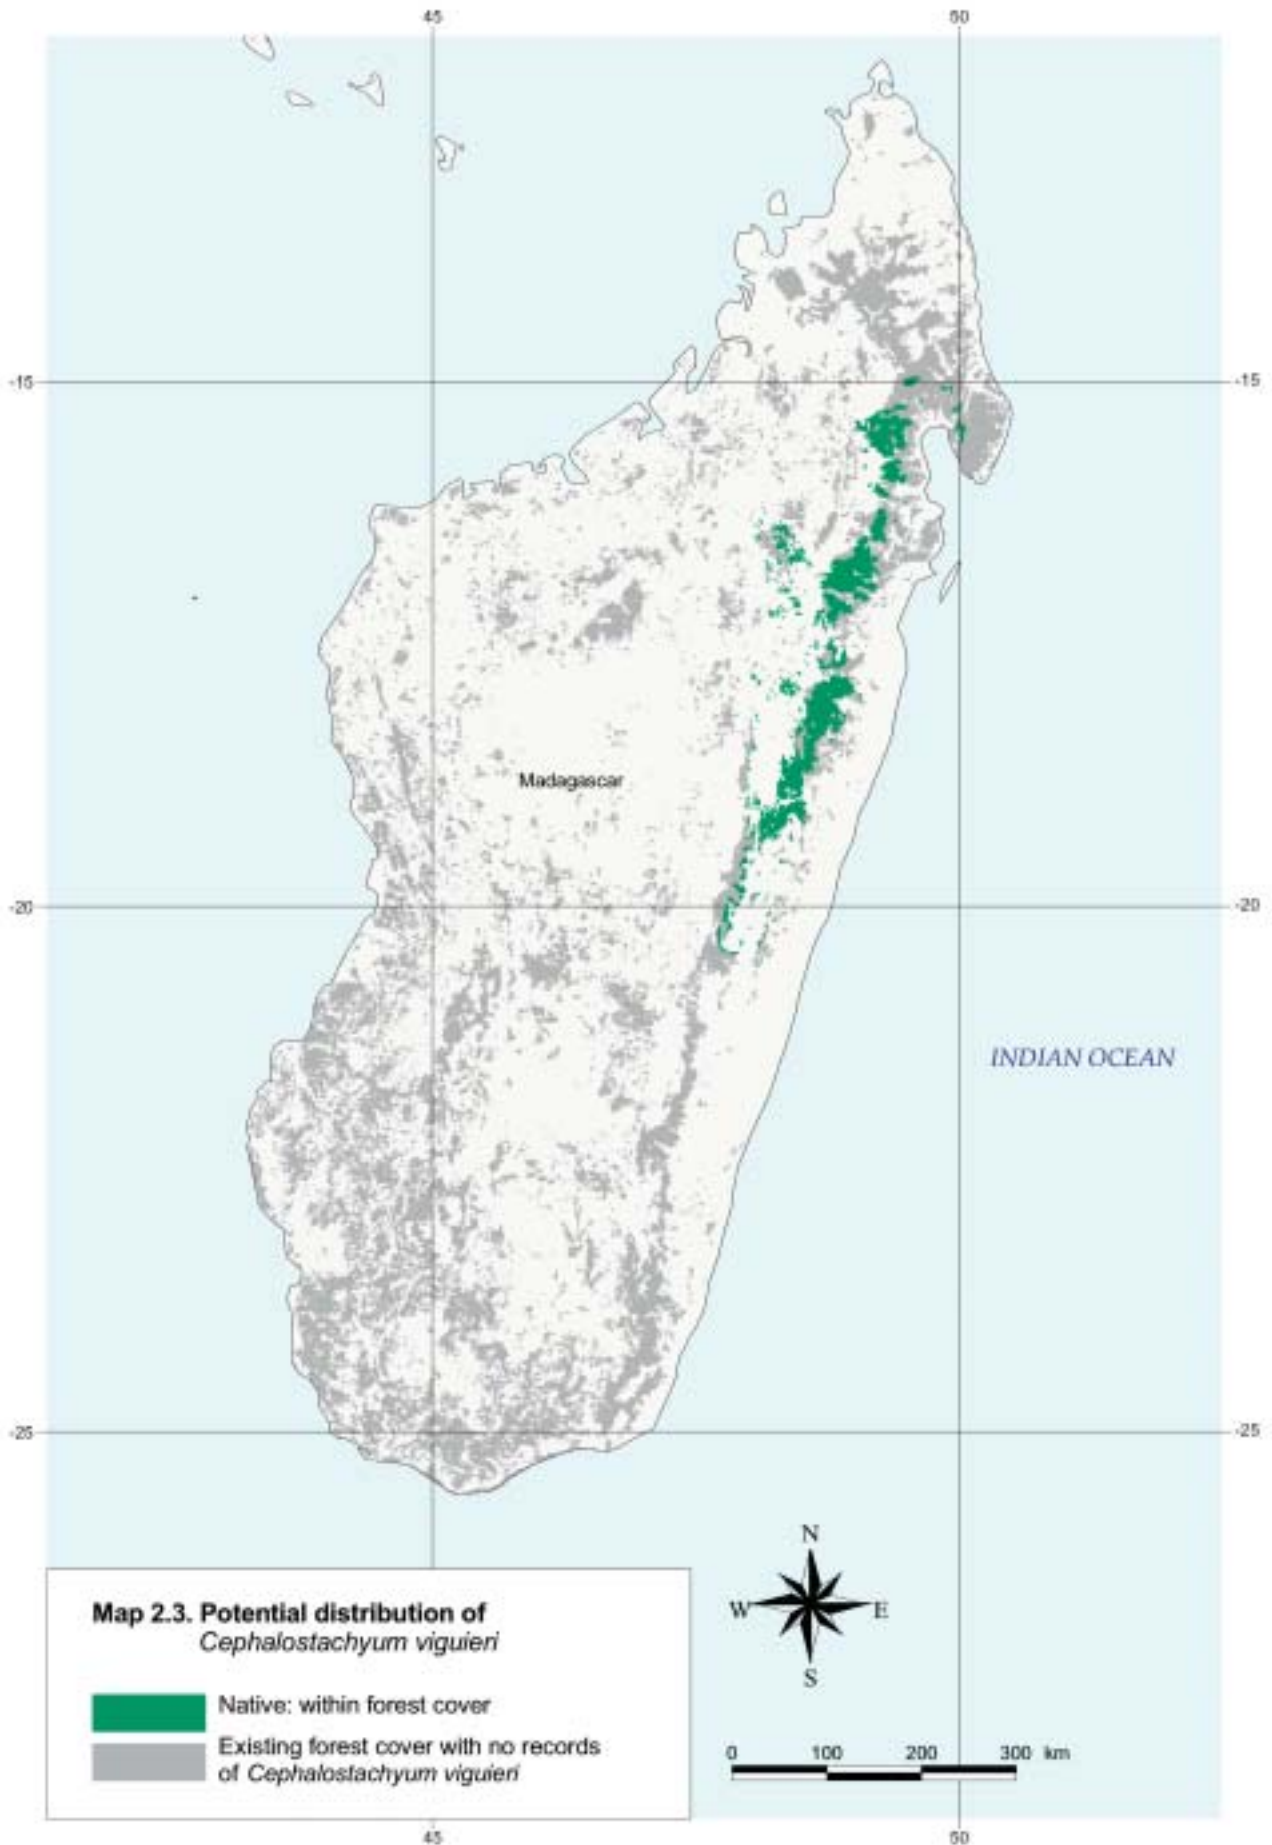 45 50
-15 -15
Madagascar
-20 -20
INDIAN OCEAN
-25 -25
N
W E
S
Map 2.3. Potential distribution of
Cephalostachyum viguieri
Native: within forest cover
Existing forest cover with no records
of Cephalostachyum viguieri
0 100 200 300 km
45 50